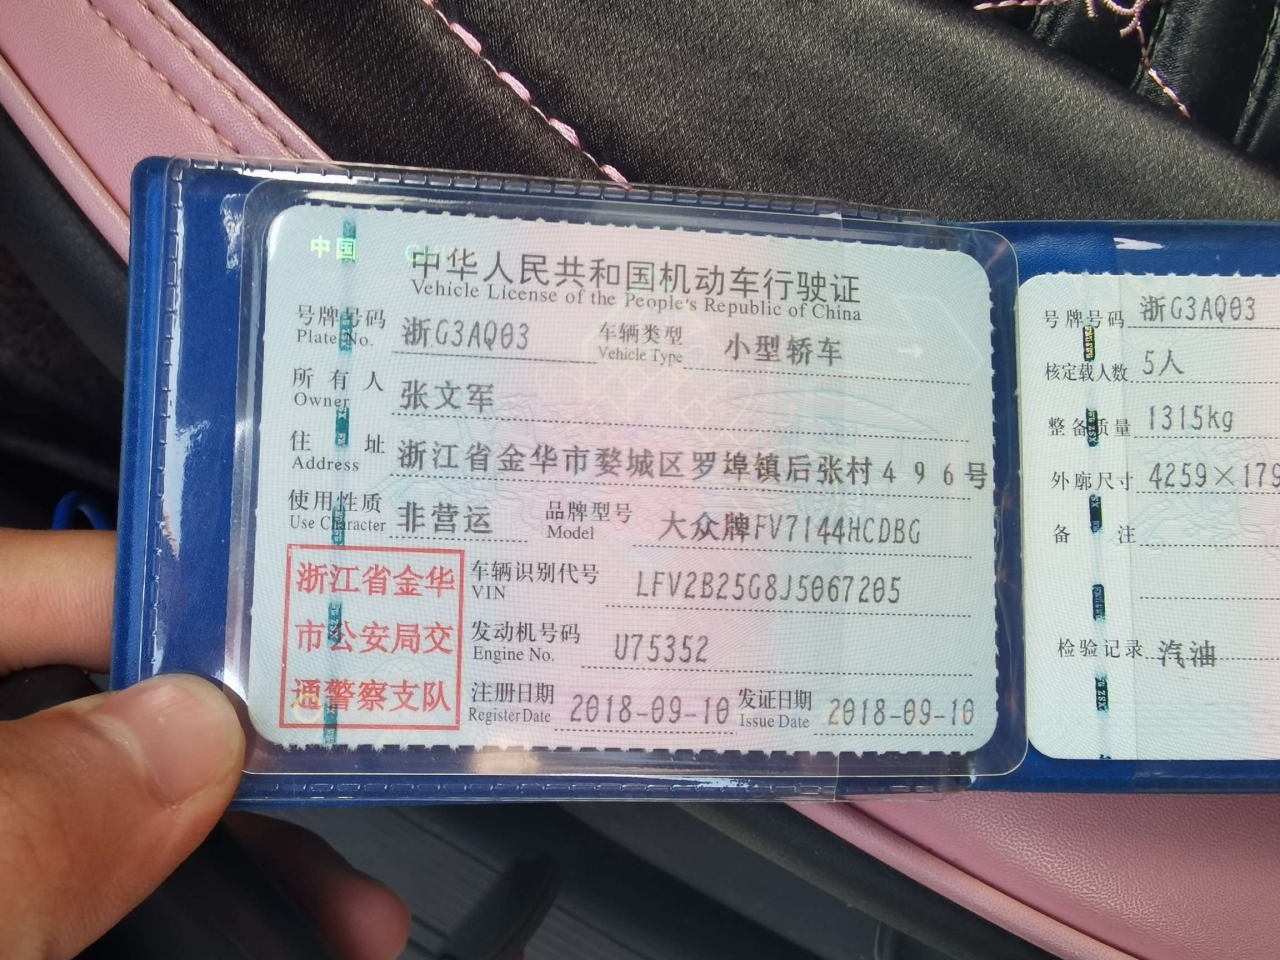 中国
中华人民共和国机动车行驶证
Vehicle License of the People's Republic of China
号牌号码 浙G3AQ03 车辆类型 小型轿车
Plate No. Vehicle Type
所有人 张文军
Owner
住址 浙江省金华市婺城区罗埠镇后张村496号
Address
使用性质 非营运 品牌型号 大众牌FV7144HCDBG
Use Character Model
浙江省金华
市公安局交
通警察支队
车辆识别代号 LFV2B25G8J5067205
VIN
发动机号码 U75352
Engine No.
注册日期 2018-09-10 发证日期 2018-09-10
Register Date Issue Date
号牌号码 浙G3AQ03
核定载人数 5人
整备质量 1315kg
外廓尺寸 4259×179
备注
检验记录 汽油